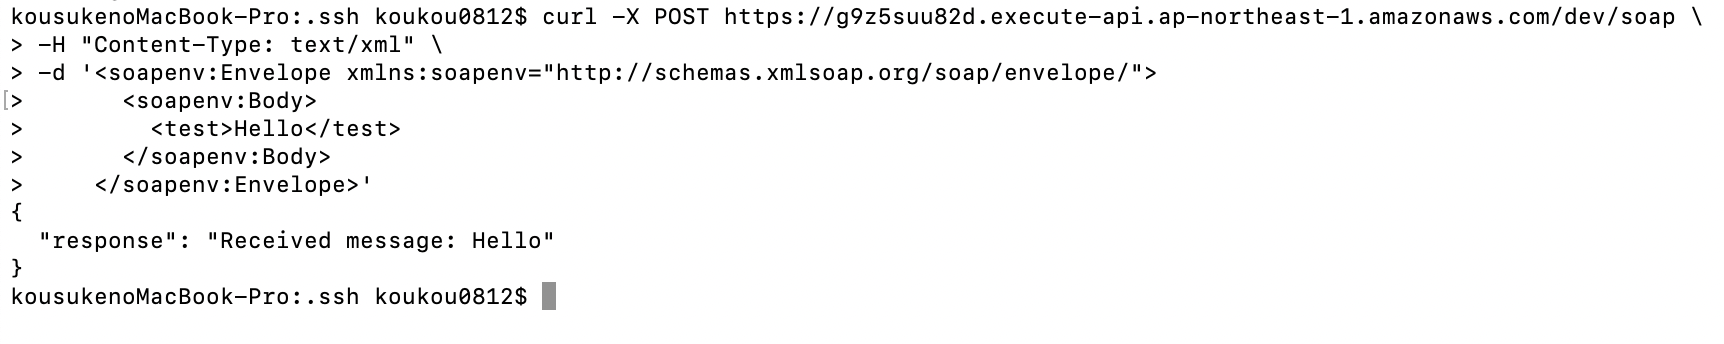 kousukenoMacBook-Pro:.ssh koukou0812$ curl -X POST https://g9z5suu82d.execute-api.ap-northeast-1.amazonaws.com/dev/soap \
> -H "Content-Type: text/xml" \
> -d '<soapenv:Envelope xmlns:soapenv="http://schemas.xmlsoap.org/soap/envelope/">
[>       <soapenv:Body>
>         <test>Hello</test>
>       </soapenv:Body>
>     </soapenv:Envelope>'
{
  "response": "Received message: Hello"
}
kousukenoMacBook-Pro:.ssh koukou0812$